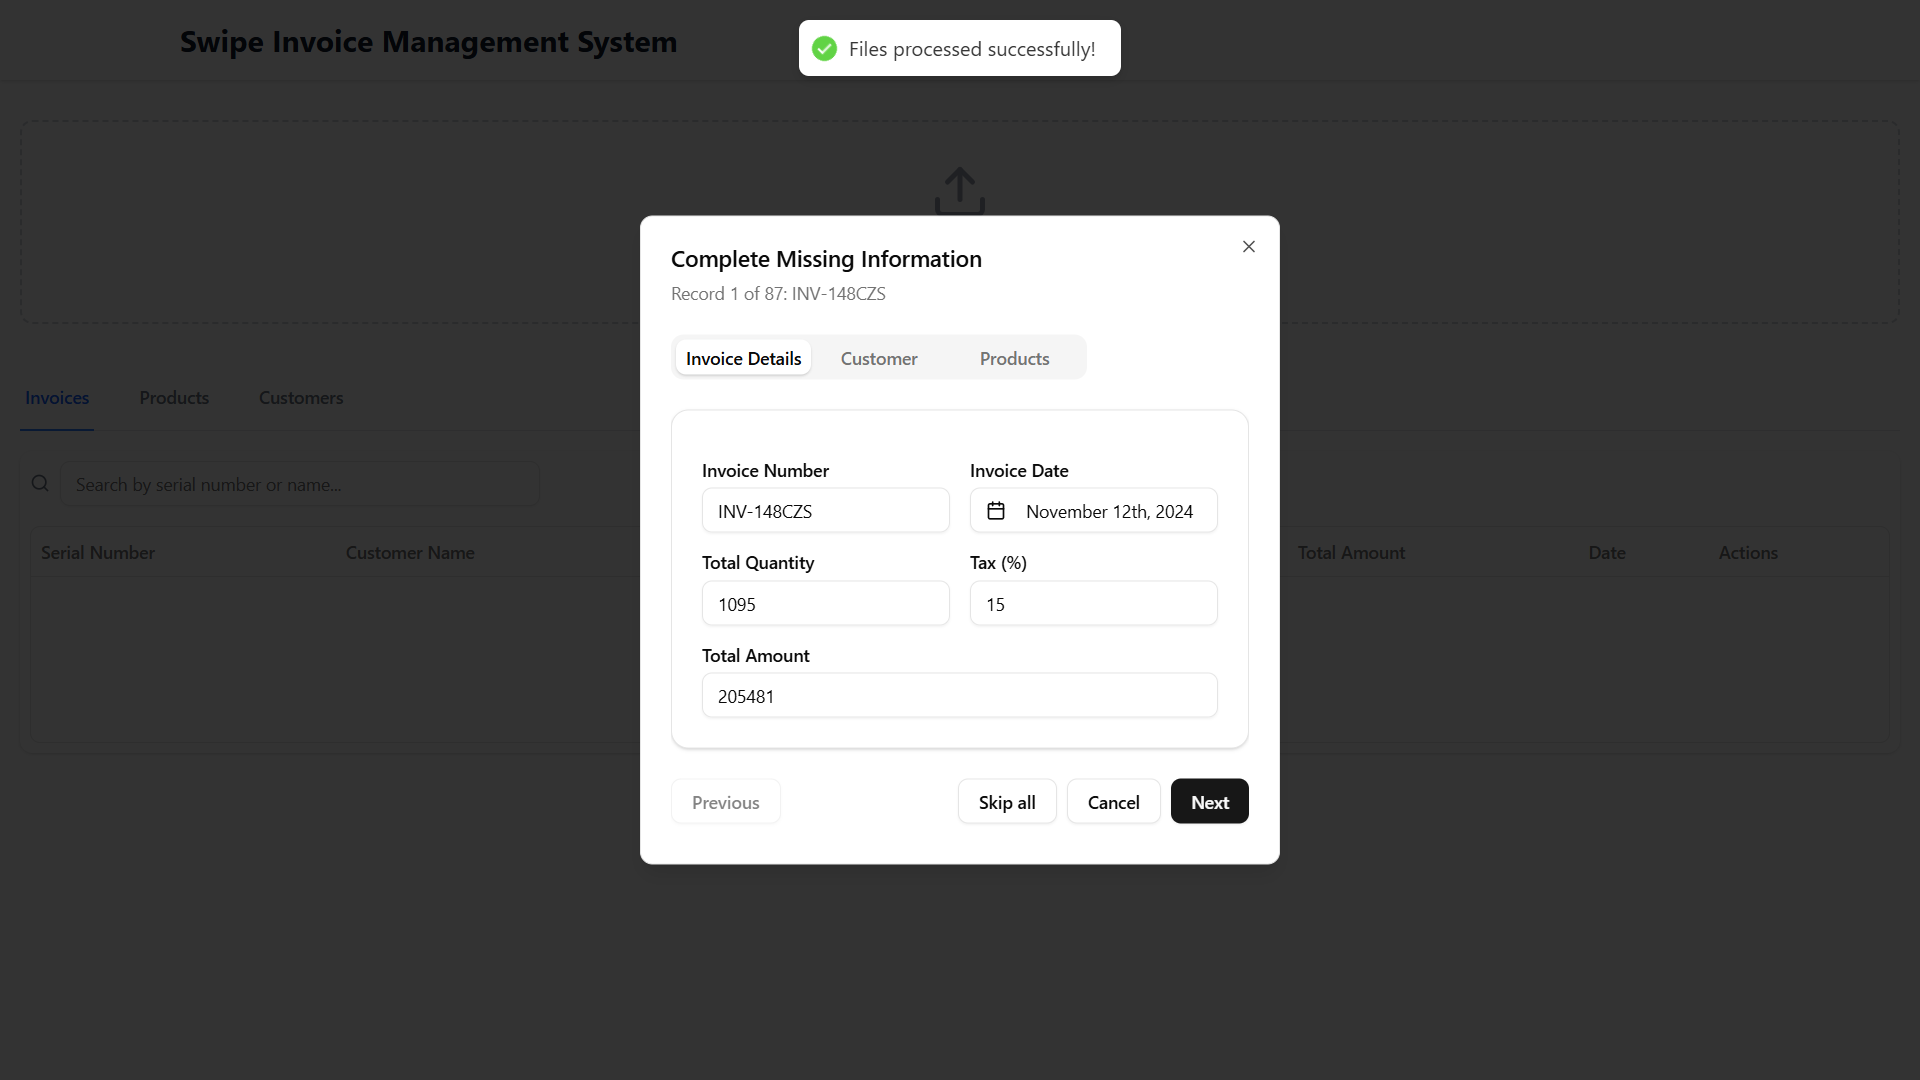 Swipe Invoice Management System
Files processed successfully!
Complete Missing Information
Record 1 of 87: INV-148CZS
Invoice Details Customer Products
Invoices Products Customers
Invoice Number Invoice Date
INV-148CZS November 12th, 2024
Search by serial number or name...
Serial Number Customer Name Total Amount Date Actions
Total Quantity Tax (%)
1095 15
Total Amount
205481
Previous Skip all Cancel Next